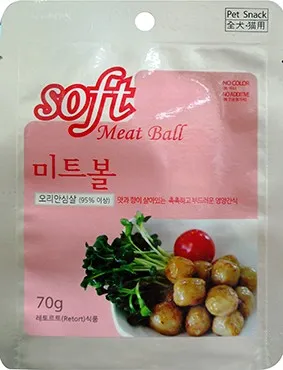 Pet Snack
全犬·猫用
NO COLOR
NO ADDITIVE
soft
Meat Ball
미트볼
오리안심살 (95% 이상)
맛과 향이 살아있는 촉촉하고 부드러운 영양간식
70g
레토르트(Retort)식품